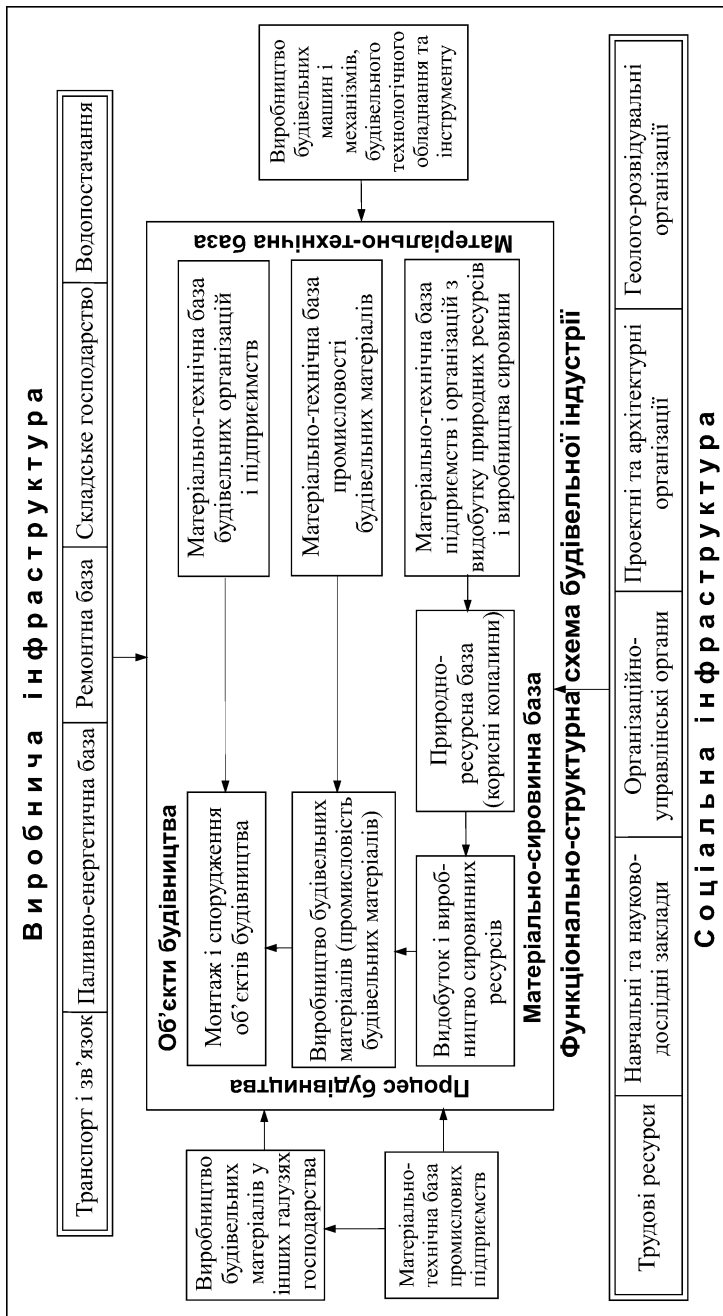 Виробнича інфраструктура
Транспорт і зв’язок
Паливно-енергетична база
Ремонтна база
Складське господарство
Водопостачання
Виробництво
будівельних
матеріалів у
інших галузях
господарства
Матеріально-
технічна база
промислових
підприємств
Процес будівництва
Об’єкти будівництва
Монтаж і спорудження
об’єктів будівництва
Матеріально-технічна база
будівельних організацій
і підприимств
Виробництво будівельних
матеріалів (промисловість
будівельних матеріалів)
Матеріально-технічна база
промисловості
будівельних матеріалів
Видобуток і вироб-
ництво сировинних
ресурсів
Природно-
ресурсна база
(корисні копалини)
Матеріально-технічна база
підприємств і організацій з
видобутку природних ресурсів
і виробництва сировини
Матеріально-сировинна база
Матеріально-технічна база
Виробництво
будівельних
машин і
механізмів,
будівельного
технологічного
обладнання та
інструменту
Функціонально-структурна схема будівельної індустрії
Трудові ресурси
Навчальні та науково-
дослідні заклади
Організаційно-
управлінські органи
Проектні та архітектурні
організації
Геолого-розвідувальні
організації
Соціальна інфраструктура